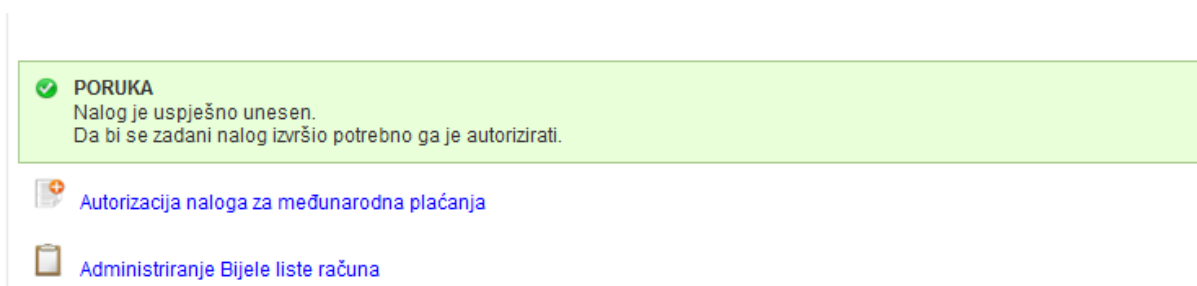 PORUKA
Nalog je uspješno unesen.
Da bi se zadani nalog izvršio potrebno ga je autorizirati.
Autorizacija naloga za međunarodna plaćanja
Administriranje Bijele liste računa